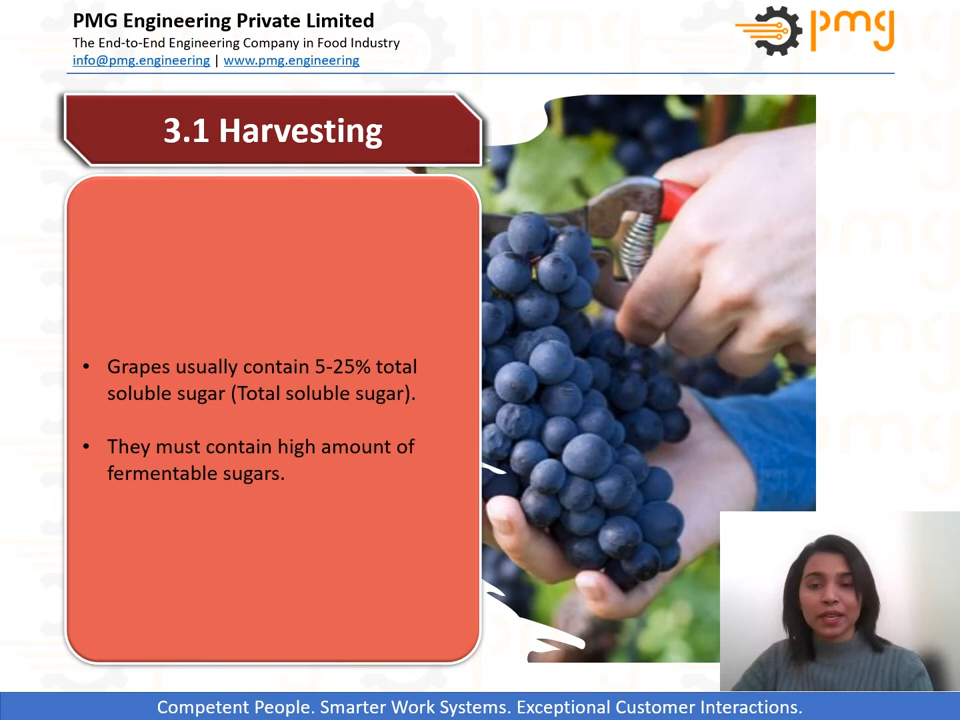 PMG Engineering Private Limited
The End-to-End Engineering Company in Food Industry
info@pmg.engineering | www.pmg.engineering
pmg
3.1 Harvesting
• Grapes usually contain 5-25% total
soluble sugar (Total soluble sugar).
• They must contain high amount of
fermentable sugars.
Competent People. Smarter Work Systems. Exceptional Customer Interactions.